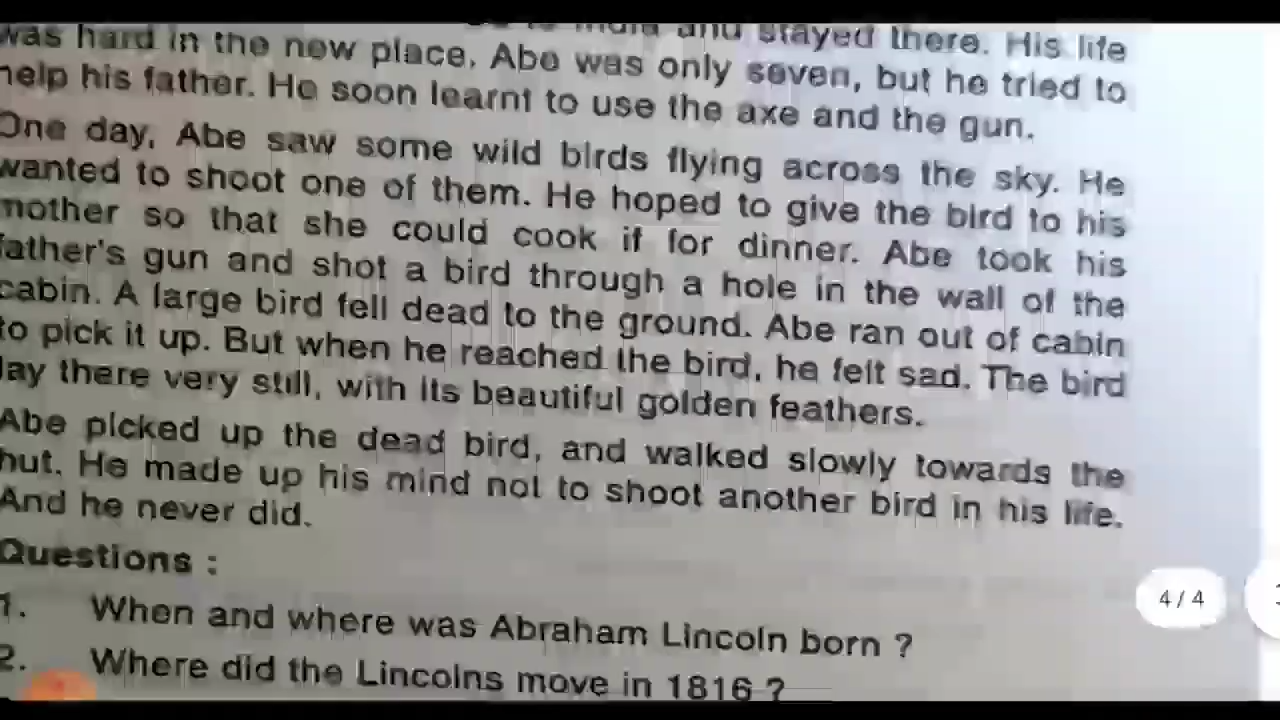 and stayed there. His life
was hard in the new place. Abe was only seven, but he tried to
help his father. He soon learnt to use the axe and the gun.
One day, Abe saw some wild birds flying across the sky. He
wanted to shoot one of them. He hoped to give the bird to his
mother so that she could cook if for dinner. Abe took his
father's gun and shot a bird through a hole in the wall of the
cabin. A large bird fell dead to the ground. Abe ran out of cabin
to pick it up. But when he reached the bird, he felt sad. The bird
lay there very still, with its beautiful golden feathers.
Abe picked up the dead bird, and walked slowly towards the
hut. He made up his mind not to shoot another bird in his life.
And he never did.
Questions :
1. When and where was Abraham Lincoln born ?
2. Where did the Lincolns move in 1816 ?
4 / 4